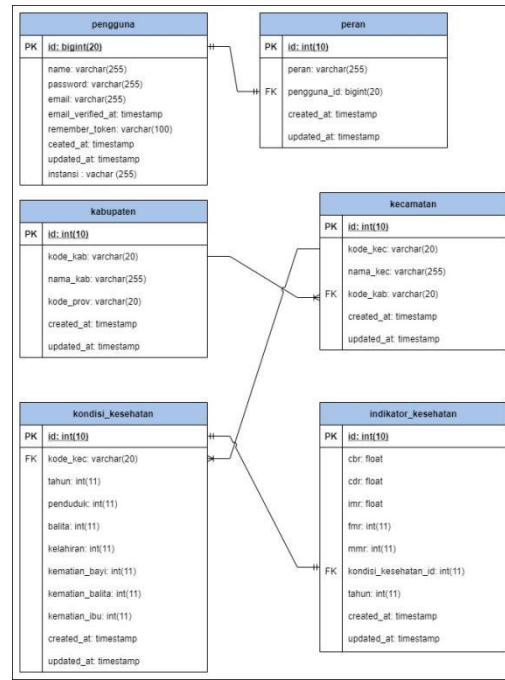 pengguna
PK id: bigint(20)
name: varchar(255)
password: varchar(255)
email: varchar(255)
email_verified_at: timestamp
remember_token: varchar(100)
ceated_at: timestamp
updated_at: timestamp
instansi : vachar (255)
peran
PK id: int(10)
peran: varchar(255)
FK pengguna_id: bigint(20)
created_at: timestamp
updated_at: timestamp
kabupaten
PK id: int(10)
kode_kab: varchar(20)
nama_kab: varchar(255)
kode_prov: varchar(20)
created_at: timestamp
updated_at: timestamp
kecamatan
PK id: int(10)
kode_kec: varchar(20)
nama_kec: varchar(255)
FK kode_kab: varchar(20)
created_at: timestamp
updated_at: timestamp
kondisi_kesehatan
PK id: int(10)
FK kode_kec: varchar(20)
tahun: int(11)
penduduk: int(11)
balita: int(11)
kelahiran: int(11)
kematian_bayi: int(11)
kematian_balita: int(11)
kematian_ibu: int(11)
created_at: timestamp
updated_at: timestamp
indikator_kesehatan
PK id: int(10)
cbr: float
cdr: float
imr: float
fmr: int(11)
mmr: int(11)
FK kondisi_kesehatan_id: int(11)
tahun: int(11)
created_at: timestamp
updated_at: timestamp